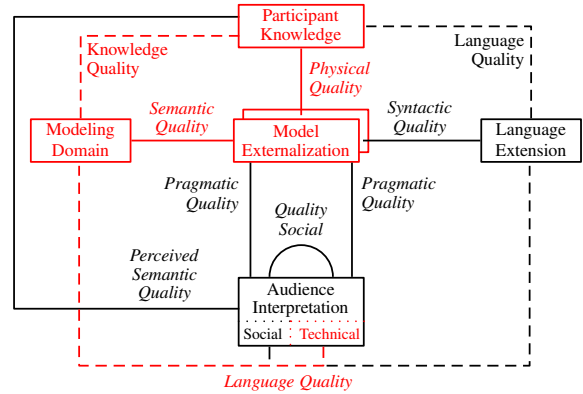 Participant
Knowledge
Knowledge
Quality
Language
Quality
Physical
Quality
Semantic
Quality
Syntactic
Quality
Modeling
Domain
Model
Externalization
Language
Extension
Pragmatic
Quality
Quality
Social
Pragmatic
Quality
Perceived
Semantic
Quality
Audience
Interpretation
Social
Technical
Language Quality